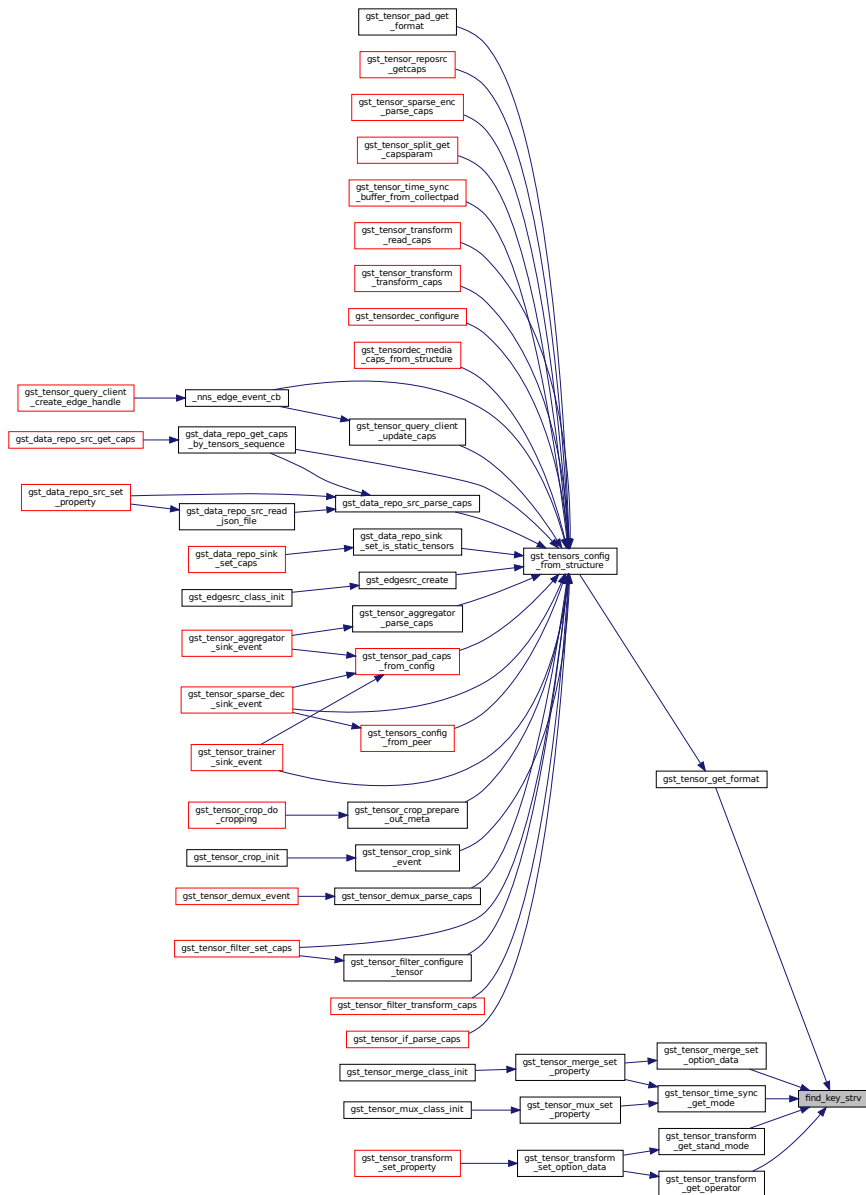 gst_tensor_pad_get
_format
gst_tensor_reposrc
_getcaps
gst_tensor_sparse_enc
_parse_caps
gst_tensor_split_get
_capsparam
gst_tensor_time_sync
_buffer_from_collectpad
gst_tensor_transform
_read_caps
gst_tensor_transform
_transform_caps
gst_tensordec_configure
gst_tensordec_media
_caps_from_structure
gst_tensor_query_client
_create_edge_handle
_nns_edge_event_cb
gst_tensor_query_client
_update_caps
gst_data_repo_src_get_caps
gst_data_repo_get_caps
_by_tensors_sequence
gst_data_repo_src_set
_property
gst_data_repo_src_read
_json_file
gst_data_repo_src_parse_caps
gst_data_repo_sink
_set_caps
gst_data_repo_sink
_set_is_static_tensors
gst_tensors_config
_from_structure
gst_edgesrc_class_init
gst_edgesrc_create
gst_tensor_aggregator
_parse_caps
gst_tensor_aggregator
_sink_event
gst_tensor_pad_caps
_from_config
gst_tensor_sparse_dec
_sink_event
gst_tensors_config
_from_peer
gst_tensor_trainer
_sink_event
gst_tensor_get_format
gst_tensor_crop_do
_cropping
gst_tensor_crop_prepare
_out_meta
gst_tensor_crop_init
gst_tensor_crop_sink
_event
gst_tensor_demux_event
gst_tensor_demux_parse_caps
gst_tensor_filter_set_caps
gst_tensor_filter_configure
_tensor
gst_tensor_filter_transform_caps
gst_tensor_if_parse_caps
gst_tensor_merge_class_init
gst_tensor_merge_set
_property
gst_tensor_merge_set
_option_data
gst_tensor_mux_class_init
gst_tensor_mux_set
_property
gst_tensor_time_sync
_get_mode
find_key_strv
gst_tensor_transform
_get_stand_mode
gst_tensor_transform
_set_property
gst_tensor_transform
_set_option_data
gst_tensor_transform
_get_operator